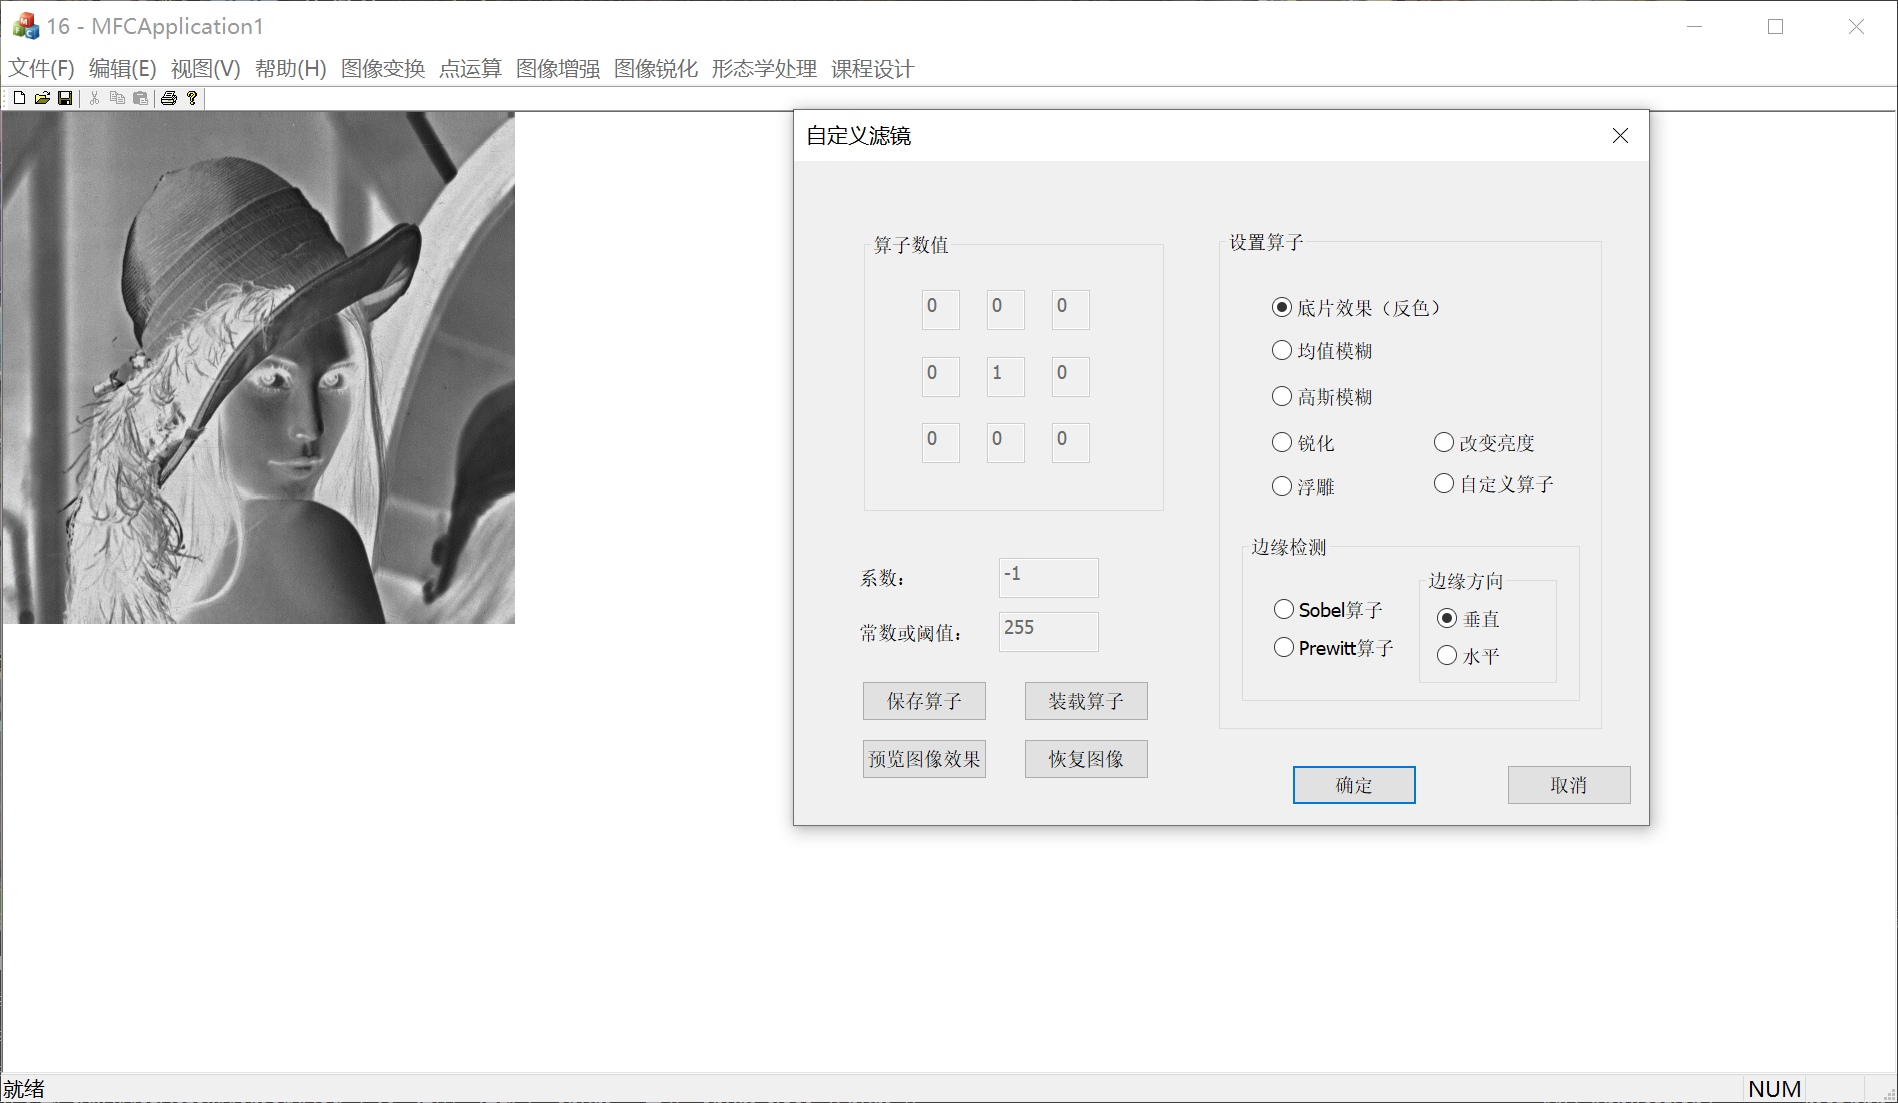 16 - MFCApplication1
文件(F) 编辑(E) 视图(V) 帮助(H) 图像变换 点运算 图像增强 图像锐化 形态学处理 课程设计
自定义滤镜
算子数值
0 0 0
0 1 0
0 0 0
系数：
-1
常数或阈值：
255
保存算子 装载算子
预览图像效果 恢复图像
设置算子
底片效果（反色）
均值模糊
高斯模糊
锐化 改变亮度
浮雕 自定义算子
边缘检测
Sobel算子
Prewitt算子
边缘方向
垂直
水平
确定 取消
就绪 NUM